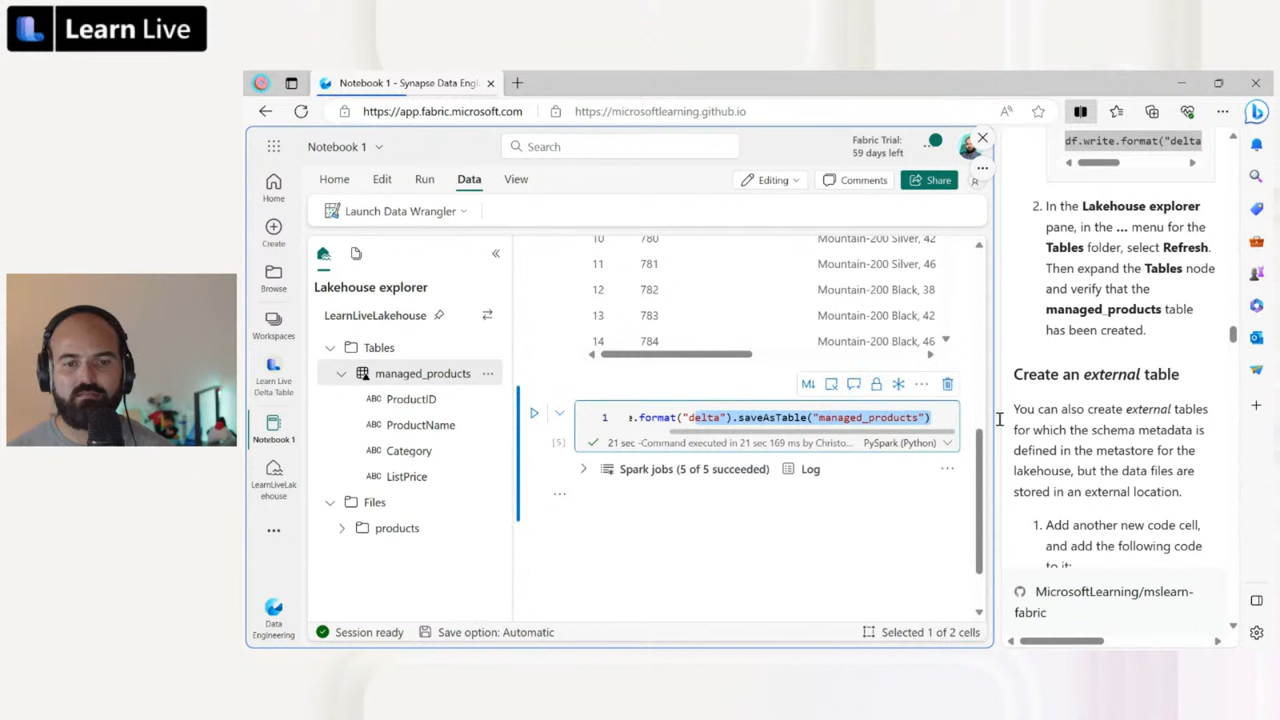 Learn Live
Notebook 1 - Synapse Data Engi
https://app.fabric.microsoft.com
https://microsoftlearning.github.io
Notebook 1
Search
Fabric Trial:
59 days left
Home
Edit
Run
Data
View
Editing
Comments
Share
Launch Data Wrangler
Home
Create
Browse
Workspaces
Learn Live
Delta Table
Notebook 1
LearnLiveLak
ehouse
Data
Engineering
Lakehouse explorer
LearnLiveLakehouse
Tables
managed_products
ProductID
ProductName
Category
ListPrice
Files
products
10 780 Mountain-200 Silver, 42
11 781 Mountain-200 Silver, 46
12 782 Mountain-200 Black, 38
13 783 Mountain-200 Black, 42
14 784 Mountain-200 Black, 46
M↓
1 e.format("delta").saveAsTable("managed_products")
[5]
21 sec -Command executed in 21 sec 169 ms by Christo...
PySpark (Python)
Spark jobs (5 of 5 succeeded)
Log
Session ready
Save option: Automatic
Selected 1 of 2 cells
df.write.format("delta
2. In the Lakehouse explorer
pane, in the ... menu for the
Tables folder, select Refresh.
Then expand the Tables node
and verify that the
managed_products table
has been created.
Create an external table
You can also create external tables
for which the schema metadata is
defined in the metastore for the
lakehouse, but the data files are
stored in an external location.
1. Add another new code cell,
and add the following code
to it:
MicrosoftLearning/mslearn-
fabric